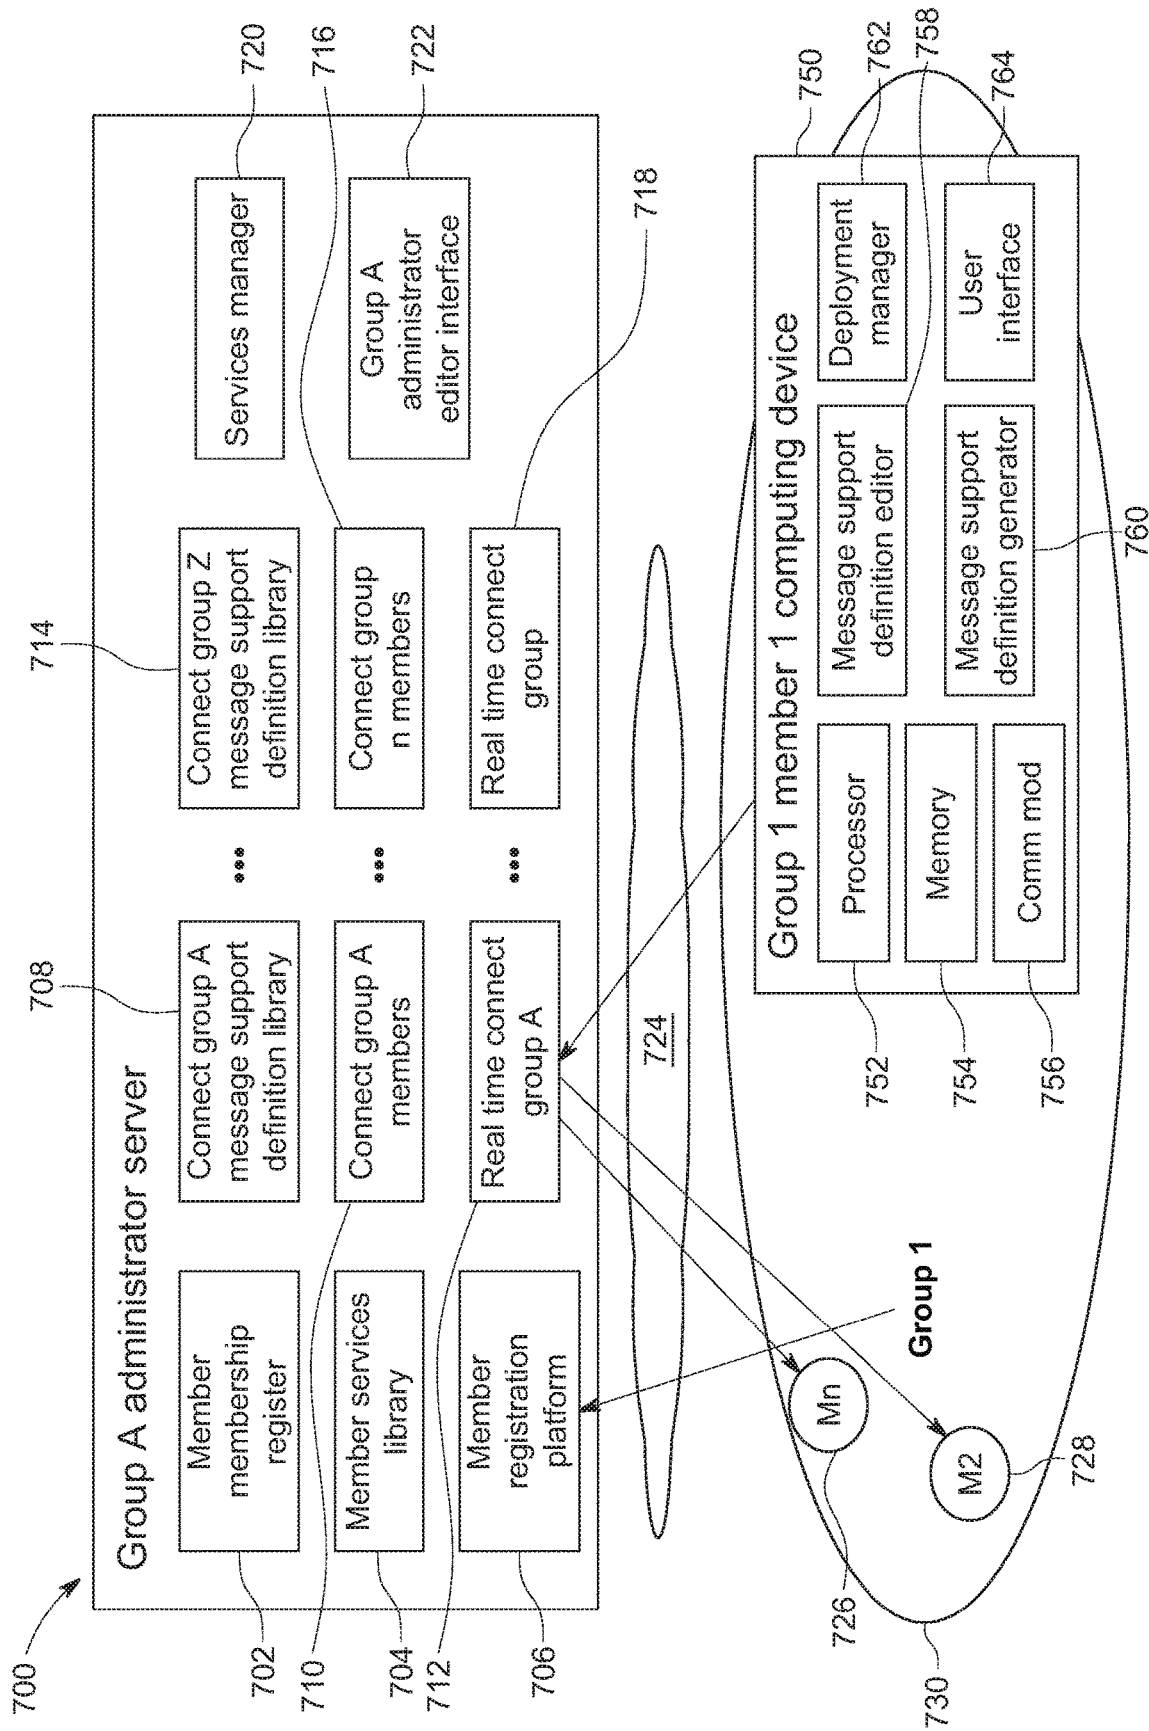 700
Group A administrator server
702
Member
membership
register
710
704
Member services
library
712
706
Member
registration
platform
708
Connect group A
message support
definition library
Connect group A
members
Real time connect
group A
•••
•••
•••
714
Connect group Z
message support
definition library
Connect group
n members
Real time connect
group
Services manager
720
716
Group A
administrator
editor interface
722
718
724
730
726
Mn
M2
728
Group 1
Group 1 member 1 computing device
750
752
Processor
754
Memory
756
Comm mod
Message support
definition editor
758
Message support
definition generator
760
Deployment
manager
762
User
interface
764